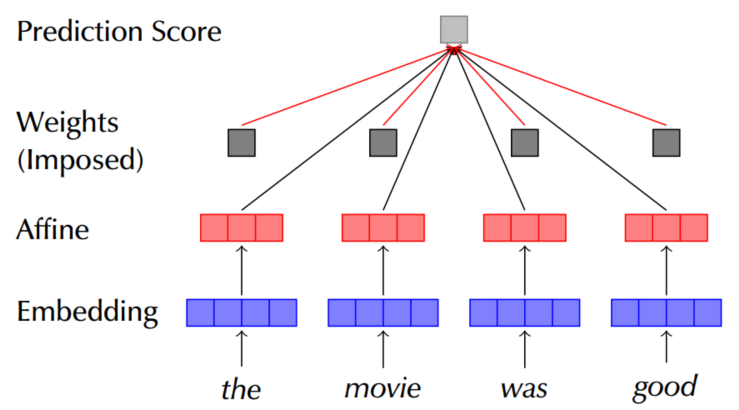 Prediction Score
Weights
(Imposed)
Affine
Embedding
the movie was good